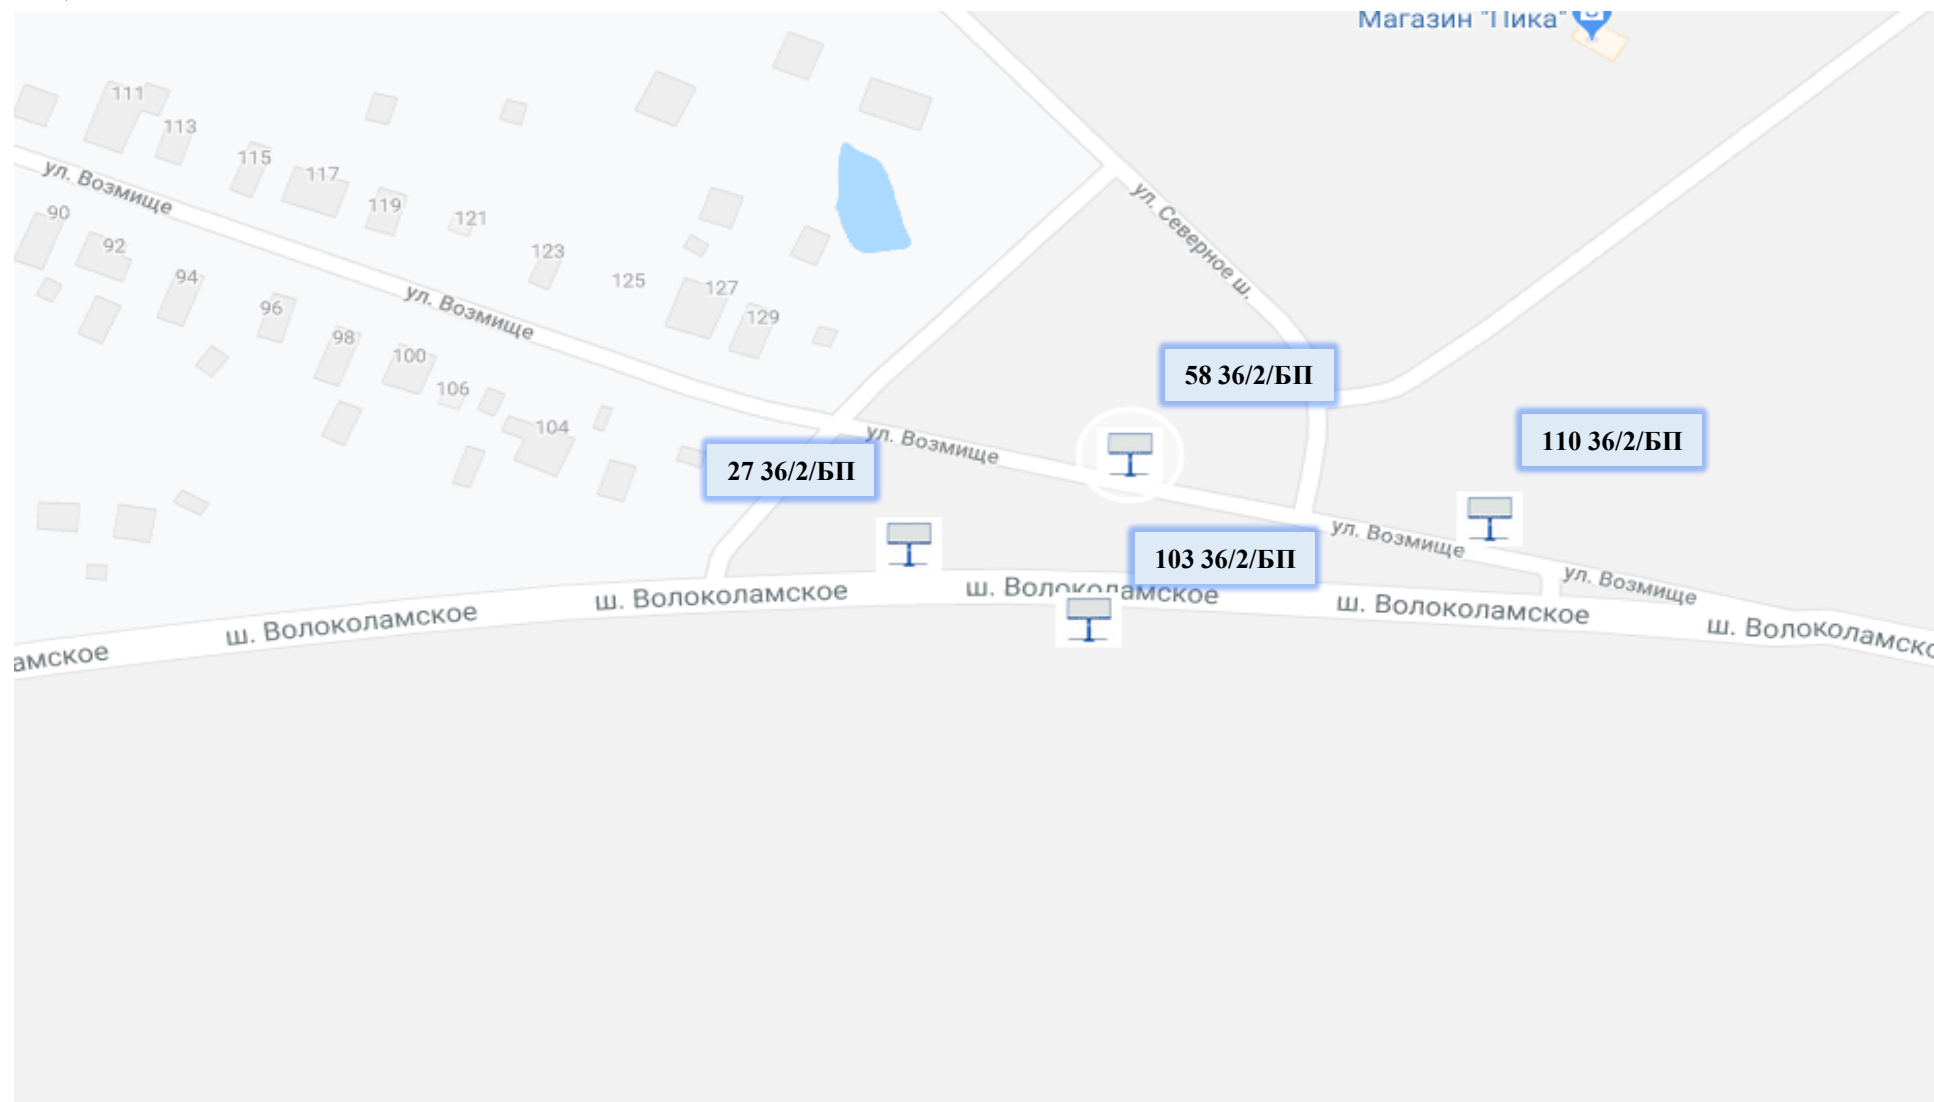 Магазин "Пика"
111
113
115
117
119
121
123
125
127
129
ул. Возмище
90
92
94
96
98
100
106
104
ул. Возмище
ул. Северное ш.
58 36/2/БП
110 36/2/БП
27 36/2/БП
ул. Возмище
103 36/2/БП
ул. Возмище
ул. Возмище
амское
ш. Волоколамское
ш. Волоколамское
ш. Волоколамское
ш. Волоколамское
ш. Волоколамско